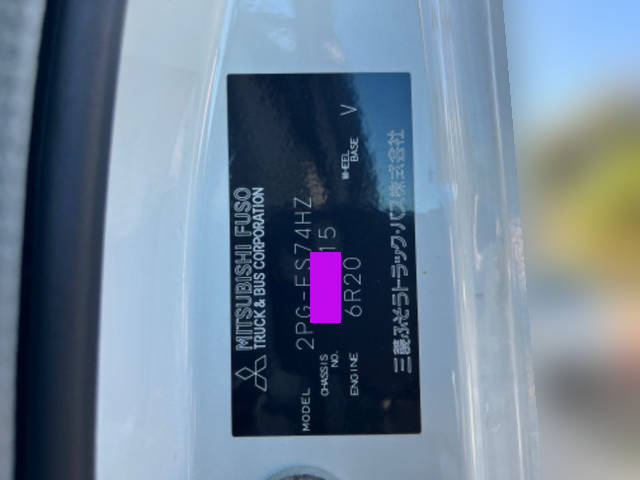 MITSUBISHI FUSO
TRUCK & BUS CORPORATION
MODEL 2PG-FS74HZ
CHASSIS NO. 15
ENGINE 6R20 WHEEL BASE V
三菱ふそうトラック・バス株式会社